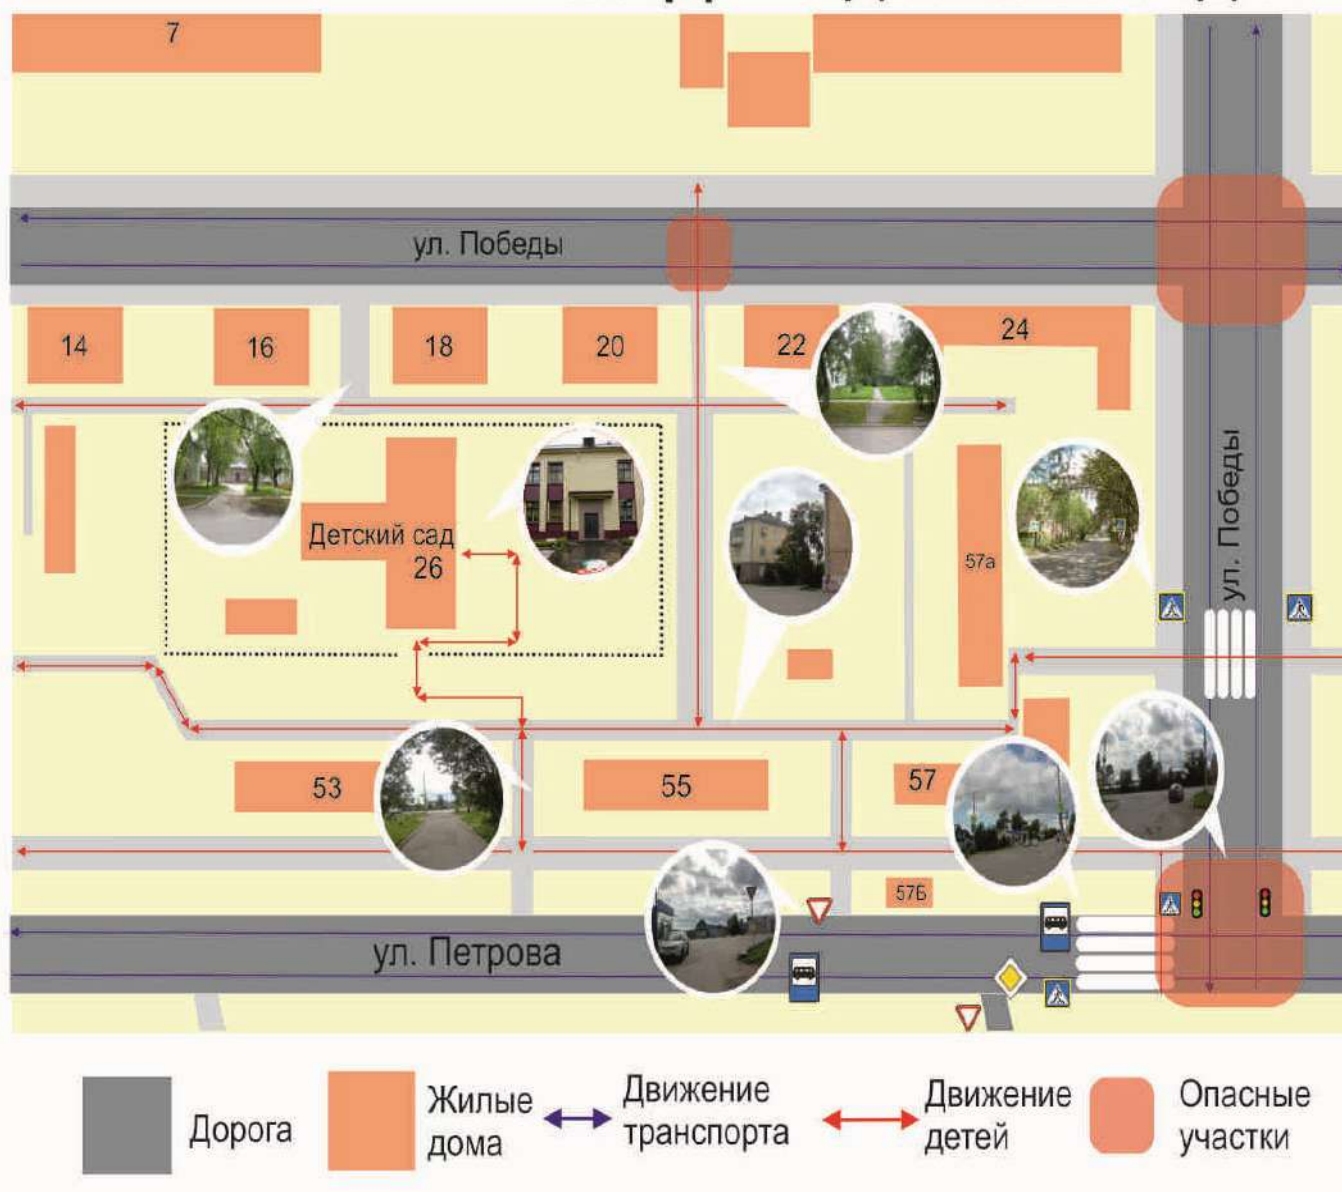 7
ул. Победы
14
16
18
20
22
24
Детский сад
26
57а
ул. Победы
53
55
57
57Б
ул. Петрова
Дорога
Жилые
дома
Движение
транспорта
Движение
детей
Опасные
участки